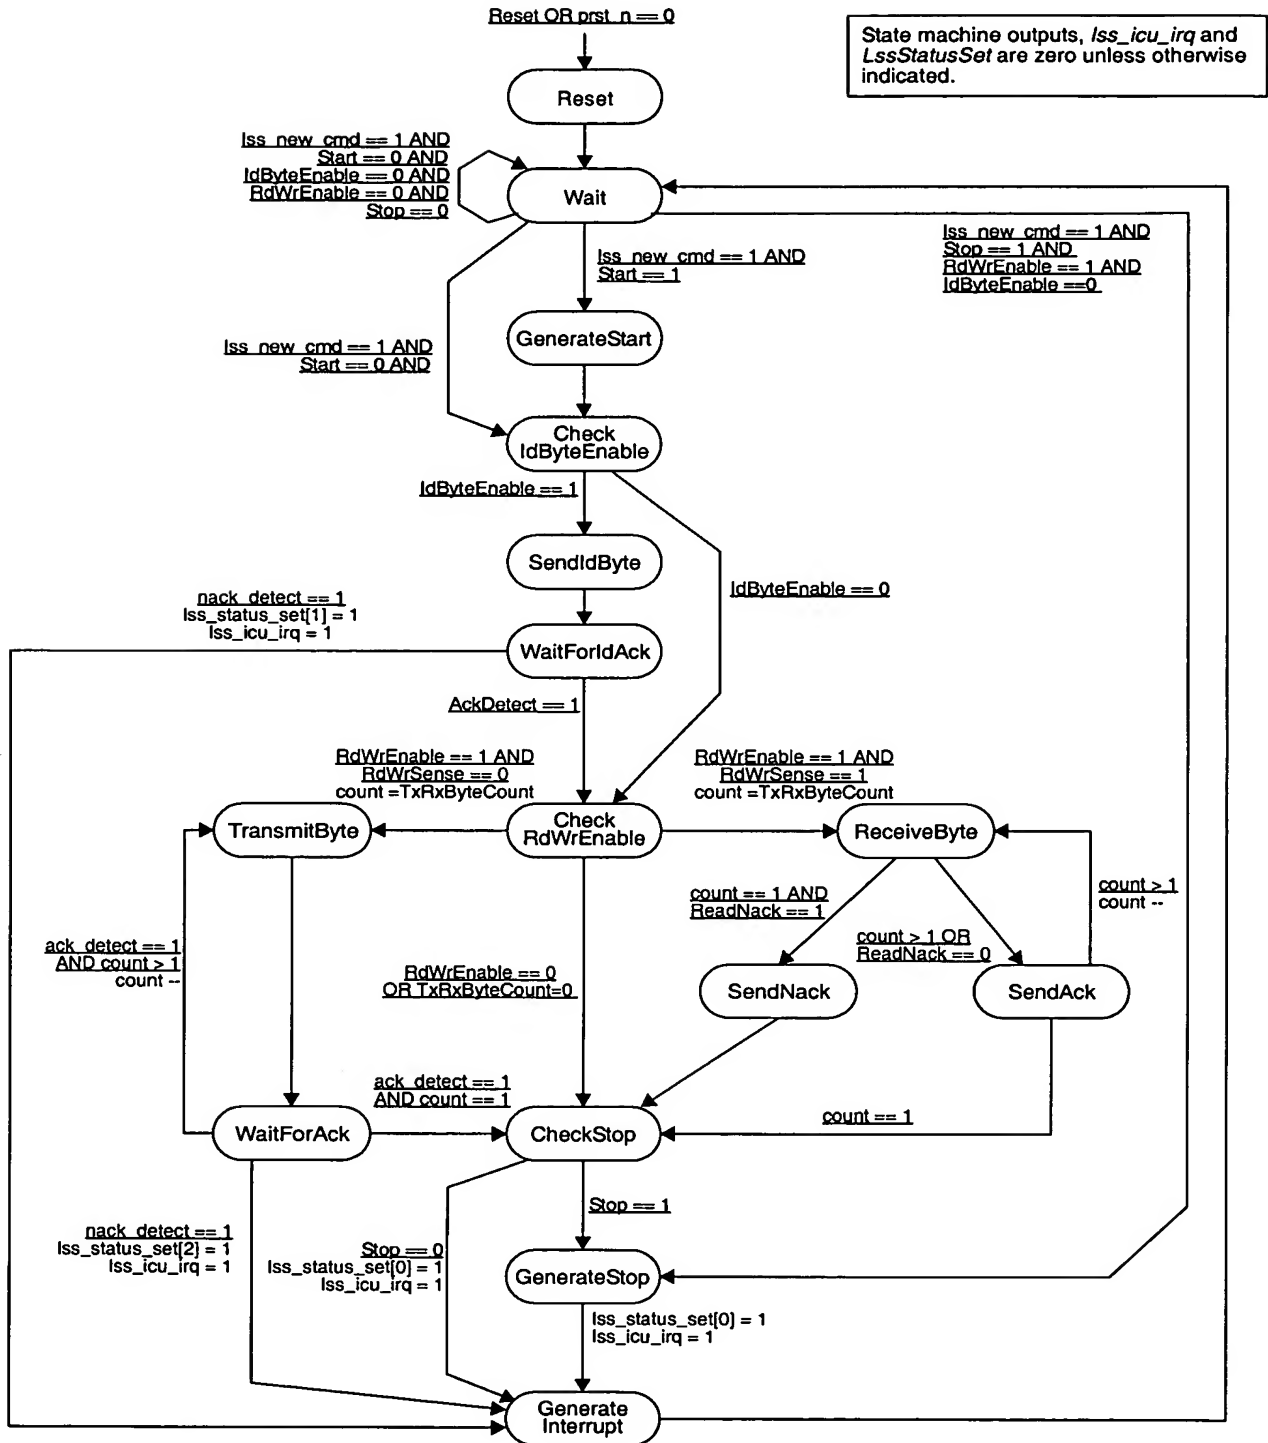 Reset OR prst_n == 0
State machine outputs, lss_icu_irq and
LssStatusSet are zero unless otherwise
indicated.
Reset
lss_new_cmd == 1 AND
Start == 0 AND
IdByteEnable == 0 AND
RdWrEnable == 0 AND
Stop == 0
Wait
lss_new_cmd == 1 AND
Stop == 1 AND
RdWrEnable == 1 AND
IdByteEnable ==0
lss_new_cmd == 1 AND
Start == 1
GenerateStart
lss_new_cmd == 1 AND
Start == 0 AND
Check
IdByteEnable
IdByteEnable == 1
SendIdByte
IdByteEnable == 0
nack_detect == 1
lss_status_set[1] = 1
lss_icu_irq = 1
WaitForIdAck
AckDetect == 1
RdWrEnable == 1 AND
RdWrSense == 0
count =TxRxByteCount
RdWrEnable == 1 AND
RdWrSense == 1
count =TxRxByteCount
TransmitByte
Check
RdWrEnable
ReceiveByte
count == 1 AND
ReadNack == 1
count > 1
count --
ack_detect == 1
AND count > 1
count --
count > 1 OR
ReadNack == 0
RdWrEnable == 0
OR TxRxByteCount=0
SendNack
SendAck
ack_detect == 1
AND count == 1
WaitForAck
CheckStop
count == 1
Stop == 1
nack_detect == 1
lss_status_set[2] = 1
lss_icu_irq = 1
Stop == 0
lss_status_set[0] = 1
lss_icu_irq = 1
GenerateStop
lss_status_set[0] = 1
lss_icu_irq = 1
Generate
Interrupt